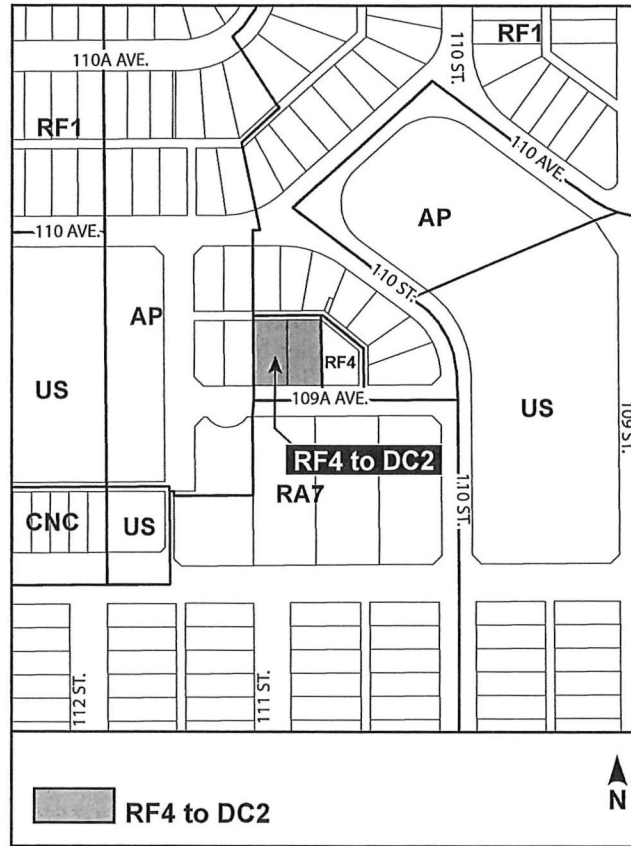 110A AVE.
110 ST.
RF1
RF1
110 AVE.
AP
110 AVE.
110 ST.
AP
RF4
US
US
109 ST.
109A AVE.
RF4 to DC2
RA7
110 ST.
CNC
US
112 ST.
111 ST.
RF4 to DC2
N